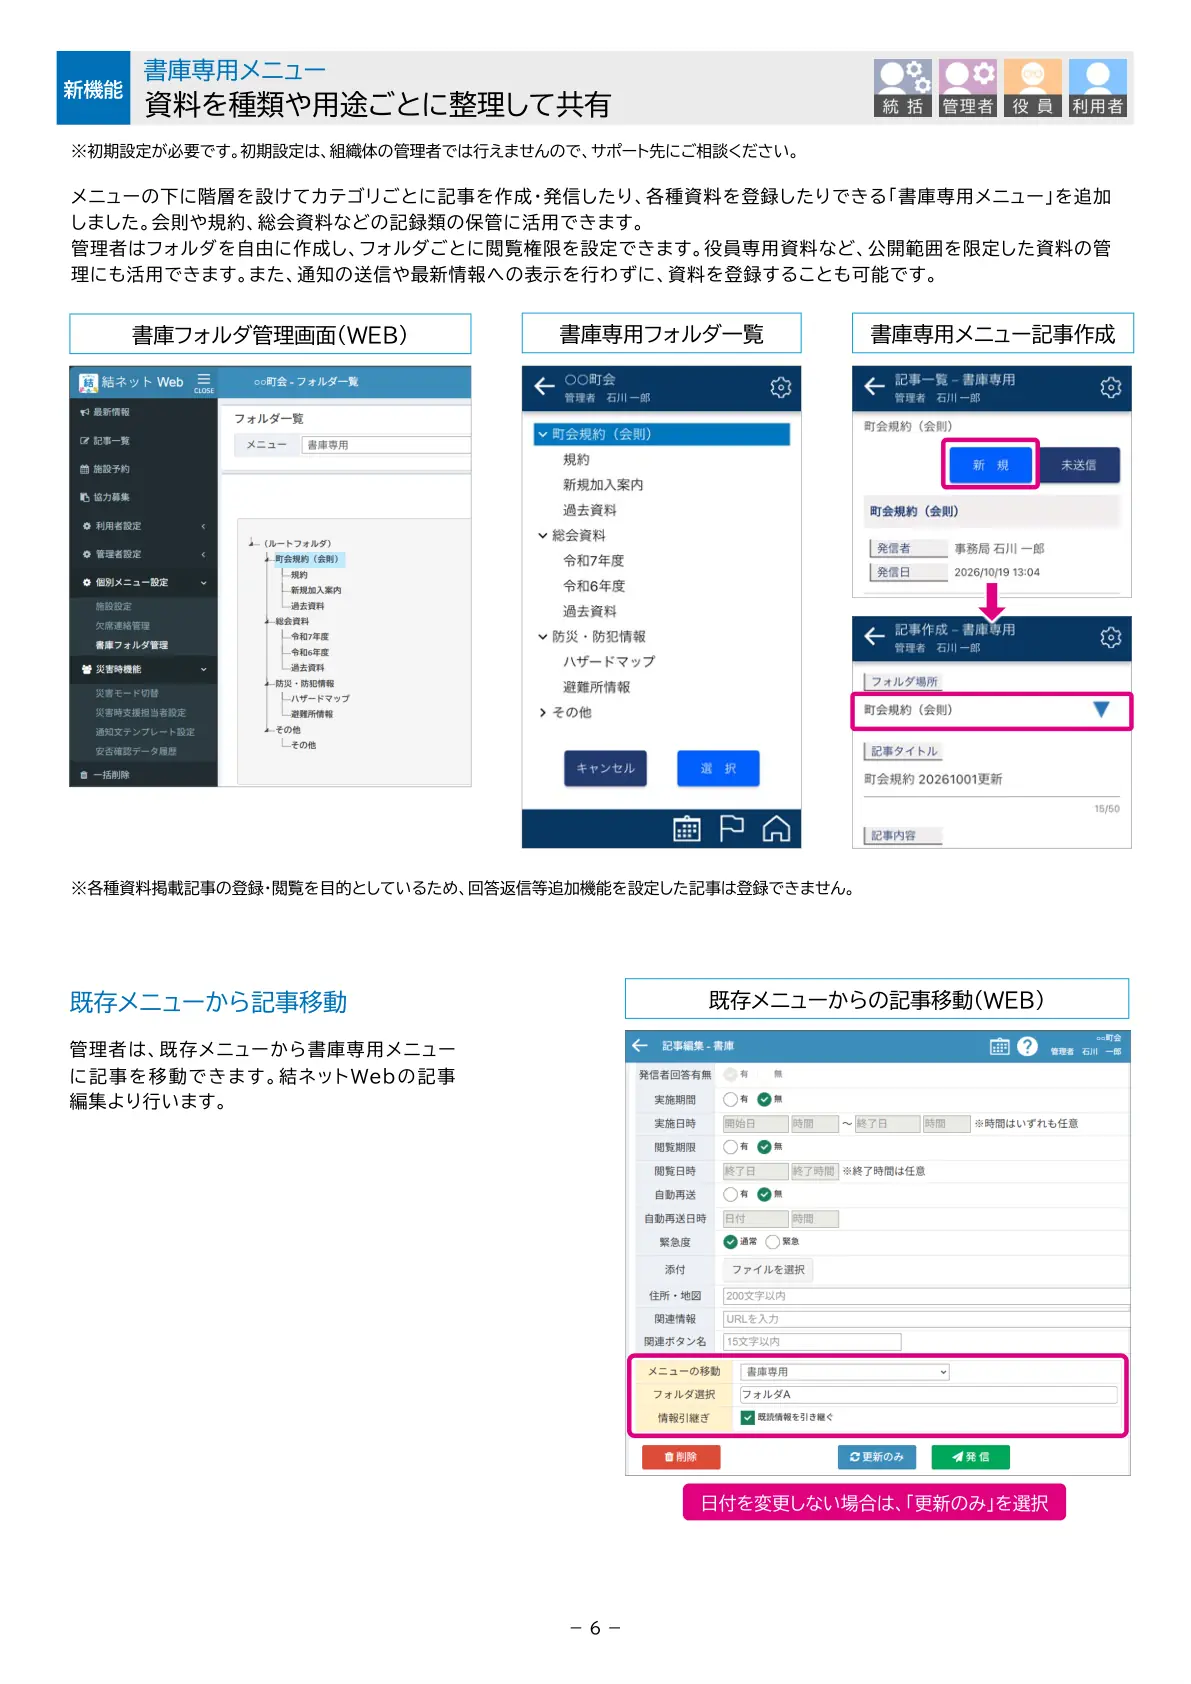 新機能
書庫専用メニュー
資料を種類や用途ごとに整理して共有
統 括
管理者
役 員
利用者
※初期設定が必要です。初期設定は、組織体の管理者では行えませんので、サポート先にご相談ください。
メニューの下に階層を設けてカテゴリごとに記事を作成・発信したり、各種資料を登録したりできる「書庫専用メニュー」を追加
しました。会則や規約、総会資料などの記録類の保管に活用できます。
管理者はフォルダを自由に作成し、フォルダごとに閲覧権限を設定できます。役員専用資料など、公開範囲を限定した資料の管
理にも活用できます。また、通知の送信や最新情報への表示を行わずに、資料を登録することも可能です。
書庫フォルダ管理画面(WEB)
結 結ネット Web
CLOSE
○○町会 - フォルダ一覧
最新情報
記事一覧
施設予約
協力募集
利用者設定
管理者設定
個別メニュー設定
施設設定
欠席連絡管理
書庫フォルダ管理
災害時機能
災害モード切替
災害時支援担当者設定
通知文テンプレート設定
安否確認データ履歴
一括削除
フォルダ一覧
メニュー 書庫専用
(ルートフォルダ)
町会規約(会則)
規約
新規加入案内
過去資料
総会資料
令和7年度
令和6年度
過去資料
防災・防犯情報
ハザードマップ
避難所情報
その他
その他
書庫専用フォルダ一覧
○○町会
管理者 石川 一郎
町会規約(会則)
規約
新規加入案内
過去資料
総会資料
令和7年度
令和6年度
過去資料
防災・防犯情報
ハザードマップ
避難所情報
その他
キャンセル
選 択
書庫専用メニュー記事作成
記事一覧 – 書庫専用
管理者 石川 一郎
町会規約(会則)
新 規
未送信
町会規約(会則)
発信者 事務局 石川 一郎
発信日 2026/10/19 13:04
記事作成 – 書庫専用
管理者 石川 一郎
フォルダ場所
町会規約(会則)
記事タイトル
町会規約 20261001更新
15/50
記事内容
※各種資料掲載記事の登録・閲覧を目的としているため、回答返信等追加機能を設定した記事は登録できません。
既存メニューから記事移動
管理者は、既存メニューから書庫専用メニュー
に記事を移動できます。結ネットWebの記事
編集より行います。
既存メニューからの記事移動(WEB)
記事編集 - 書庫
○○町会
管理者 石川 一郎
発信者回答有無 有 無
実施期間 有 無
実施日時 開始日 時間 ～ 終了日 時間 ※時間はいずれも任意
閲覧期限 有 無
閲覧日時 終了日 終了時間 ※終了時間は任意
自動再送 有 無
自動再送日時 日付 時間
緊急度 通常 緊急
添付 ファイルを選択
住所・地図 200文字以内
関連情報 URLを入力
関連ボタン名 15文字以内
メニューの移動 書庫専用
フォルダ選択 フォルダA
情報引継ぎ 既読情報を引き継ぐ
削除
更新のみ
発 信
日付を変更しない場合は、「更新のみ」を選択
– 6 –